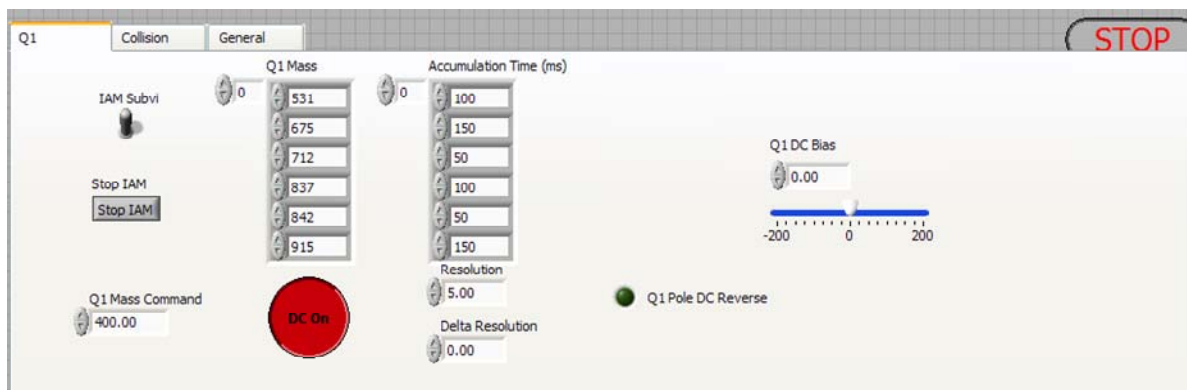 Q1
Collision
General
STOP
Q1 Mass
Accumulation Time (ms)
IAM Subvi
0
531
675
712
837
842
915
0
100
150
50
100
50
150
Stop IAM
Stop IAM
Q1 DC Bias
0.00
-200 0 200
Q1 Mass Command
400.00
DC On
Resolution
5.00
Delta Resolution
0.00
Q1 Pole DC Reverse